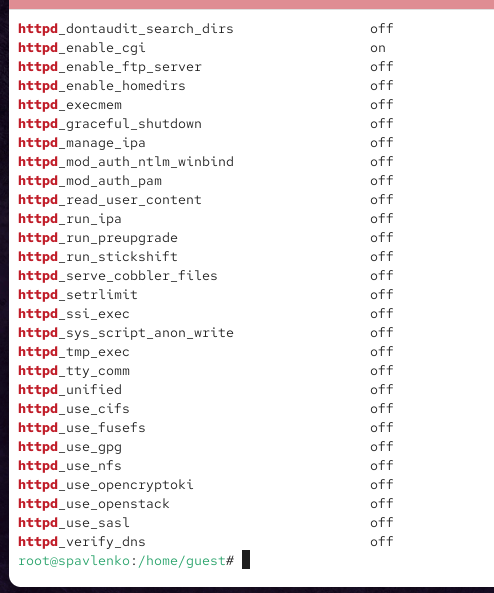 httpd_dontaudit_search_dirs off
httpd_enable_cgi on
httpd_enable_ftp_server off
httpd_enable_homedirs off
httpd_execmem off
httpd_graceful_shutdown off
httpd_manage_ipa off
httpd_mod_auth_ntlm_winbind off
httpd_mod_auth_pam off
httpd_read_user_content off
httpd_run_ipa off
httpd_run_preupgrade off
httpd_run_stickshift off
httpd_serve_cobbler_files off
httpd_setrlimit off
httpd_ssi_exec off
httpd_sys_script_anon_write off
httpd_tmp_exec off
httpd_tty_comm off
httpd_unified off
httpd_use_cifs off
httpd_use_fusefs off
httpd_use_gpg off
httpd_use_nfs off
httpd_use_opencryptoki off
httpd_use_openstack off
httpd_use_sasl off
httpd_verify_dns off
root@spavlenko:/home/guest#